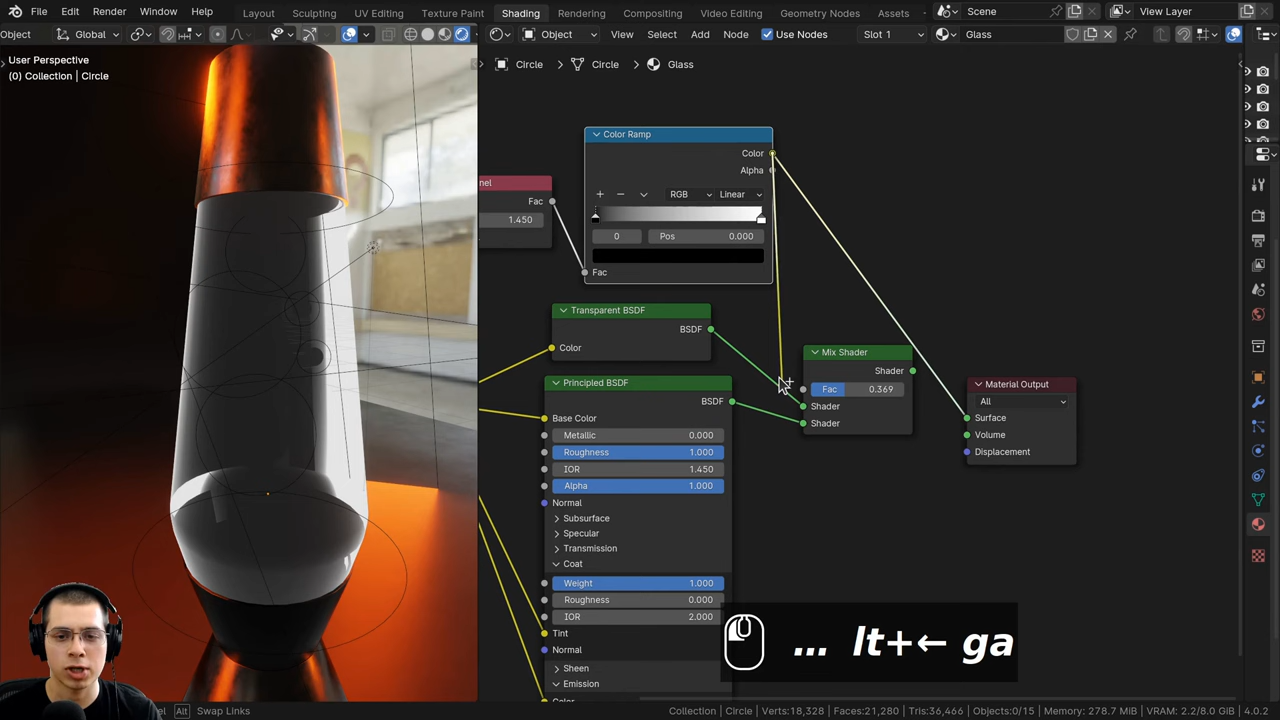 File Edit Render Window Help Layout Sculpting UV Editing Texture Paint Shading Rendering Compositing Video Editing Geometry Nodes Assets Scene View Layer
Object Global Object View Select Add Node Use Nodes Slot 1 Glass
User Perspective
(0) Collection | Circle
Circle Circle Glass
Color Ramp
Color
Alpha
RGB Linear
0 Pos 0.000
Fac
nel
Fac
1.450
Transparent BSDF
BSDF
Color
Mix Shader
Shader
Fac 0.369
Shader
Shader
Material Output
All
Surface
Volume
Displacement
Principled BSDF
BSDF
Base Color
Metallic 0.000
Roughness 1.000
IOR 1.450
Alpha 1.000
Normal
Subsurface
Specular
Transmission
Coat
Weight 1.000
Roughness 0.000
IOR 2.000
Tint
Normal
Sheen
Emission
... lt+← ga
Alt Swap Links
Collection | Circle Verts:18,328 Faces:21,280 Tris:36,466 Objects:0/15 Memory: 278.7 MiB VRAM: 2.2/8.0 GiB 4.0.2